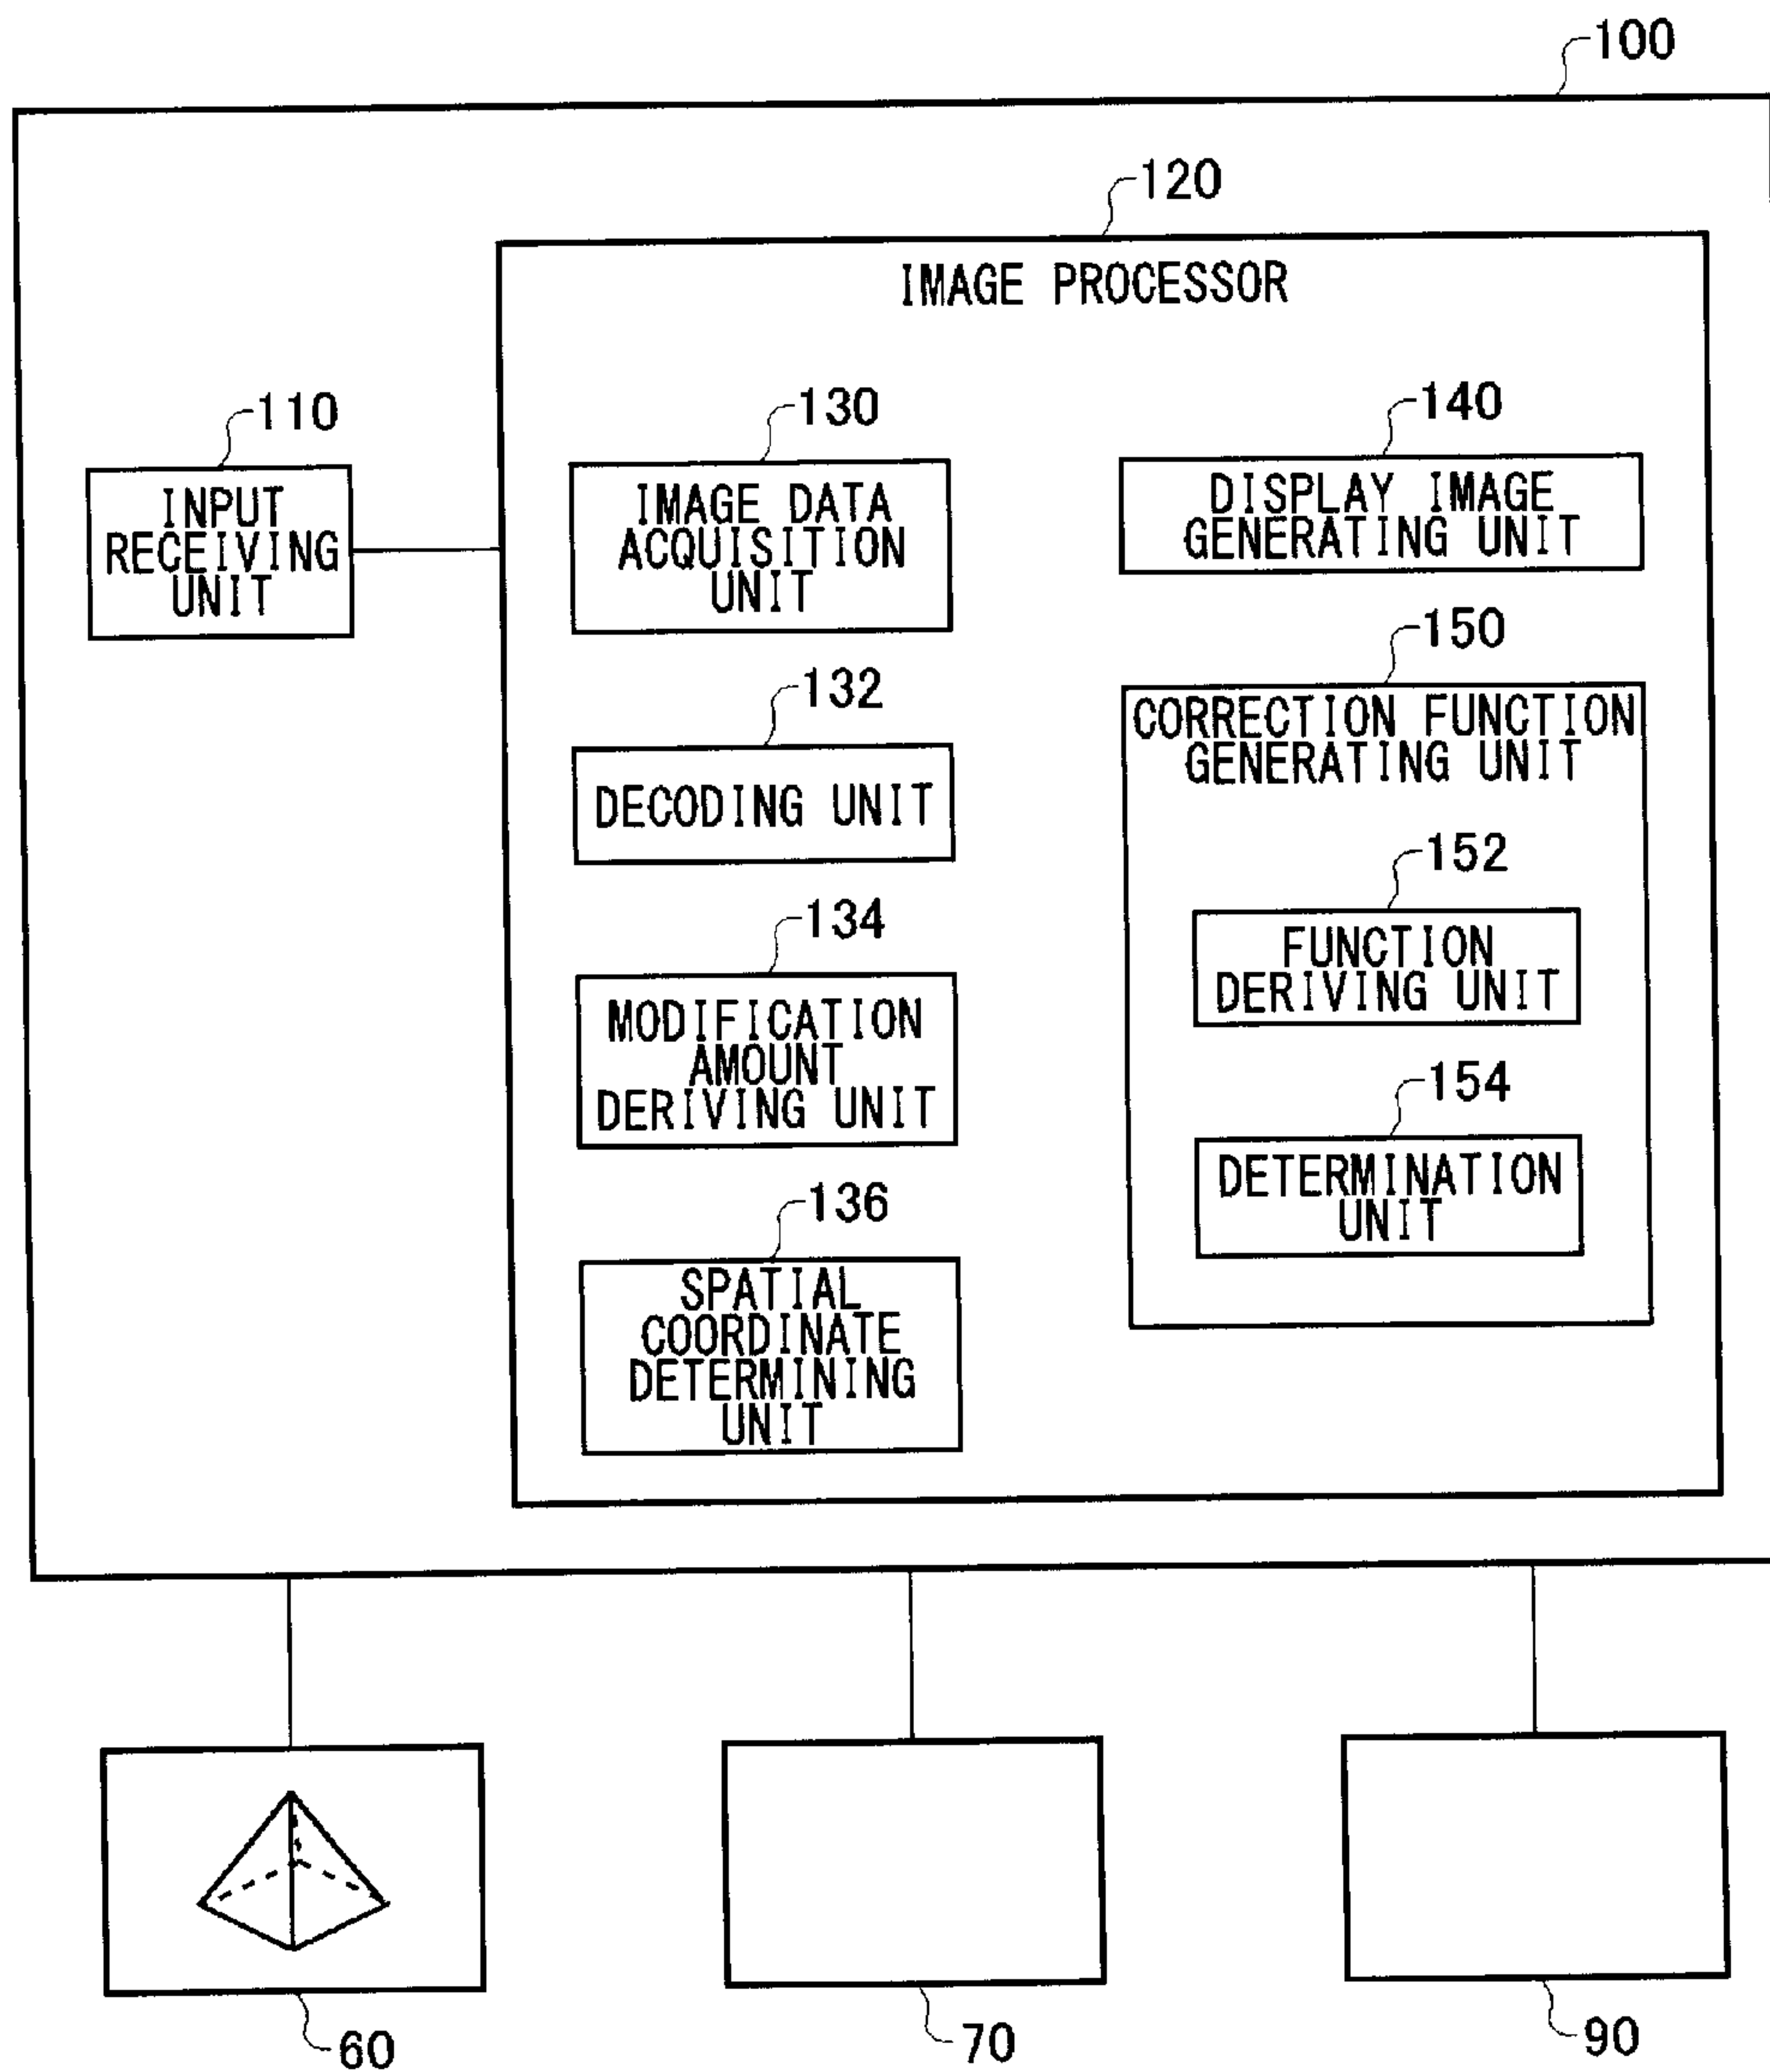 100
120
IMAGE PROCESSOR
110
INPUT
RECEIVING
UNIT
130
IMAGE DATA
ACQUISITION
UNIT
132
DECODING UNIT
134
MODIFICATION
AMOUNT
DERIVING UNIT
136
SPATIAL
COORDINATE
DETERMINING
UNIT
140
DISPLAY IMAGE
GENERATING UNIT
150
CORRECTION FUNCTION
GENERATING UNIT
152
FUNCTION
DERIVING UNIT
154
DETERMINATION
UNIT
60
70
90